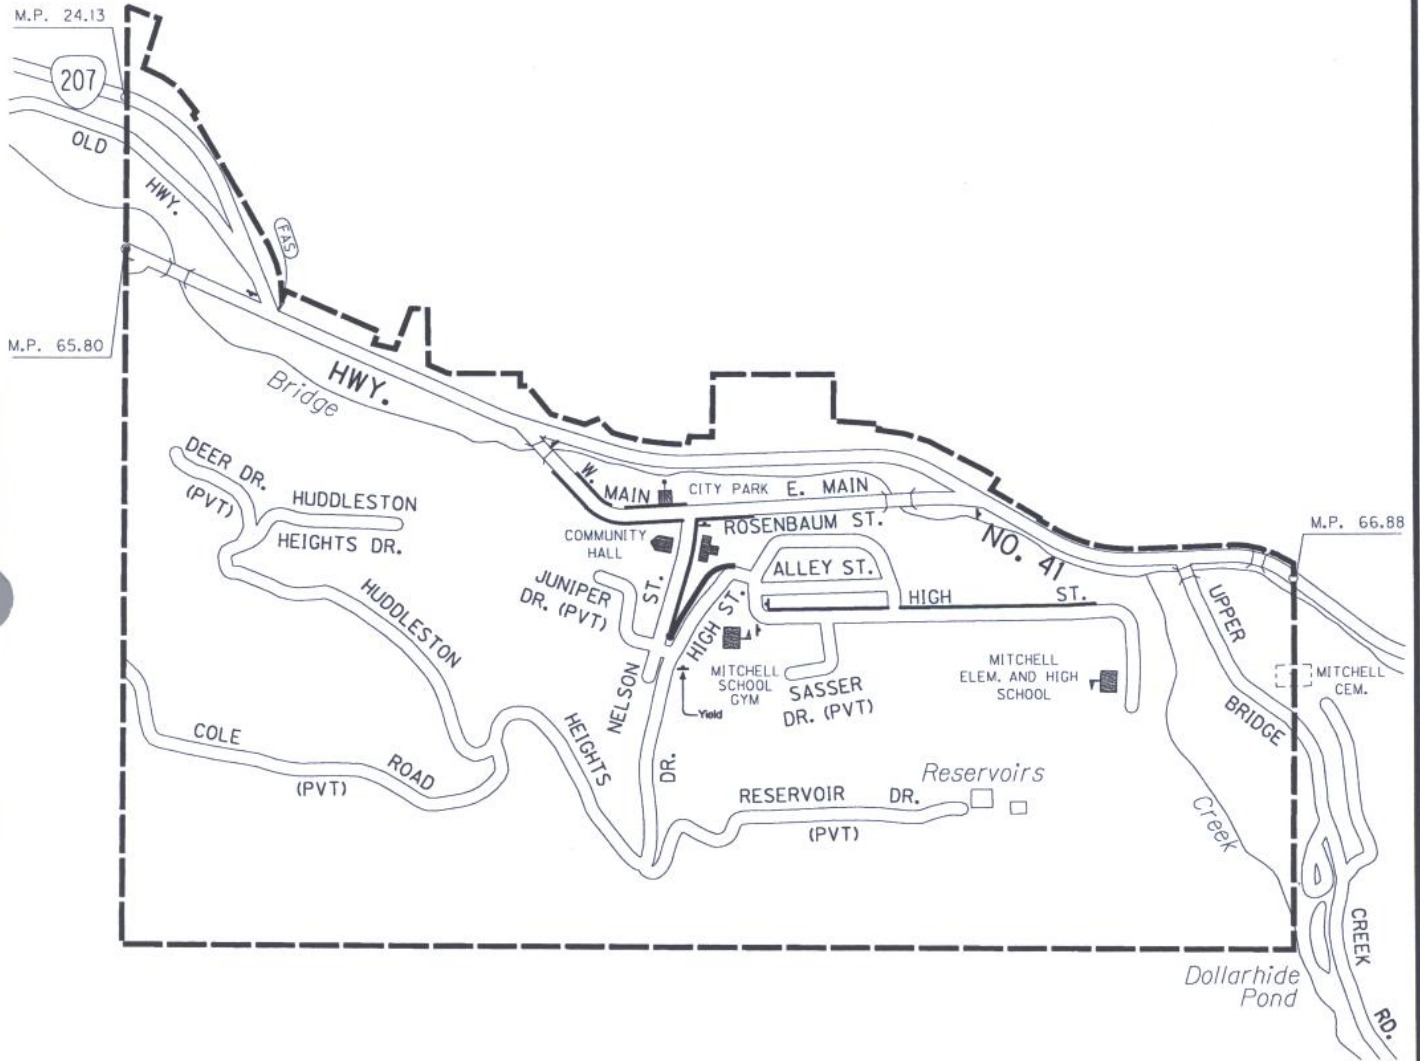 M.P. 24.13
207
OLD
HWY.
FAS
M.P. 65.80
HWY.
Bridge
DEER DR.
(PVT)
HUDDLESTON
HEIGHTS DR.
W. MAIN
CITY PARK
E. MAIN
COMMUNITY
HALL
ROSENBAUM ST.
NO. 41
M.P. 66.88
JUNIPER
DR. (PVT)
ST.
ALLEY ST.
HIGH ST.
HIGH ST.
HUDDLESTON
UPPER
MITCHELL
SCHOOL
GYM
MITCHELL
ELEM. AND HIGH
SCHOOL
MITCHELL
CEM.
NELSON
Yield
SASSER
DR. (PVT)
BRIDGE
COLE
ROAD
(PVT)
HEIGHTS
DR.
Reservoirs
RESERVOIR DR.
(PVT)
Creek
CREEK
Dollarhide
Pond
RD.